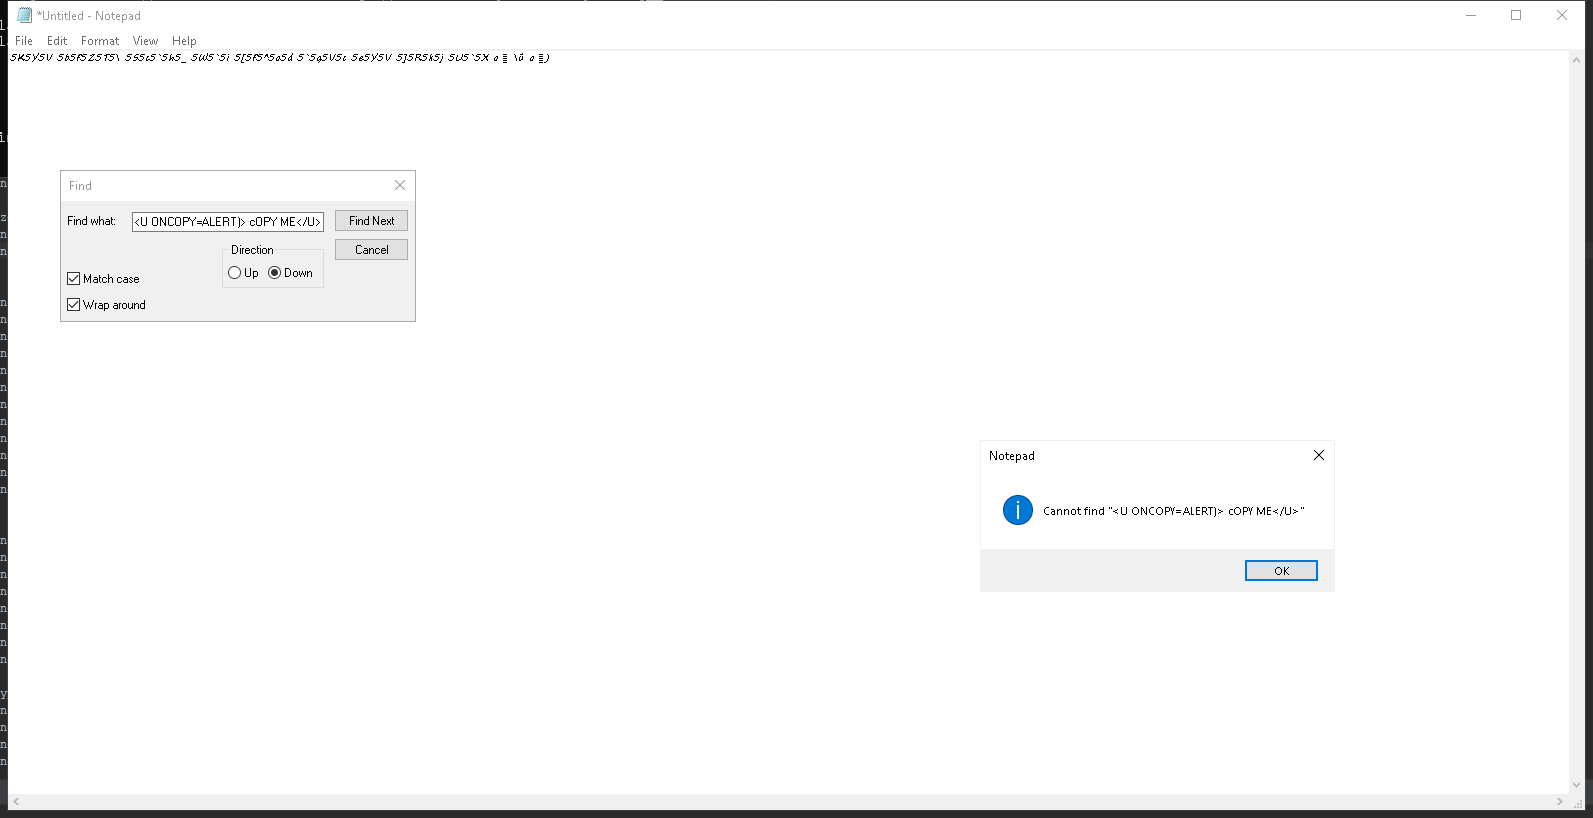 *Untitled - Notepad
File Edit Format View Help
Find
Find what: <U ONCOPY=ALERT)> cOPY ME</U> Find Next
Direction Cancel
Up Down
Match case
Wrap around
Notepad
Cannot find "<U ONCOPY=ALERT)> cOPY ME</U>"
OK